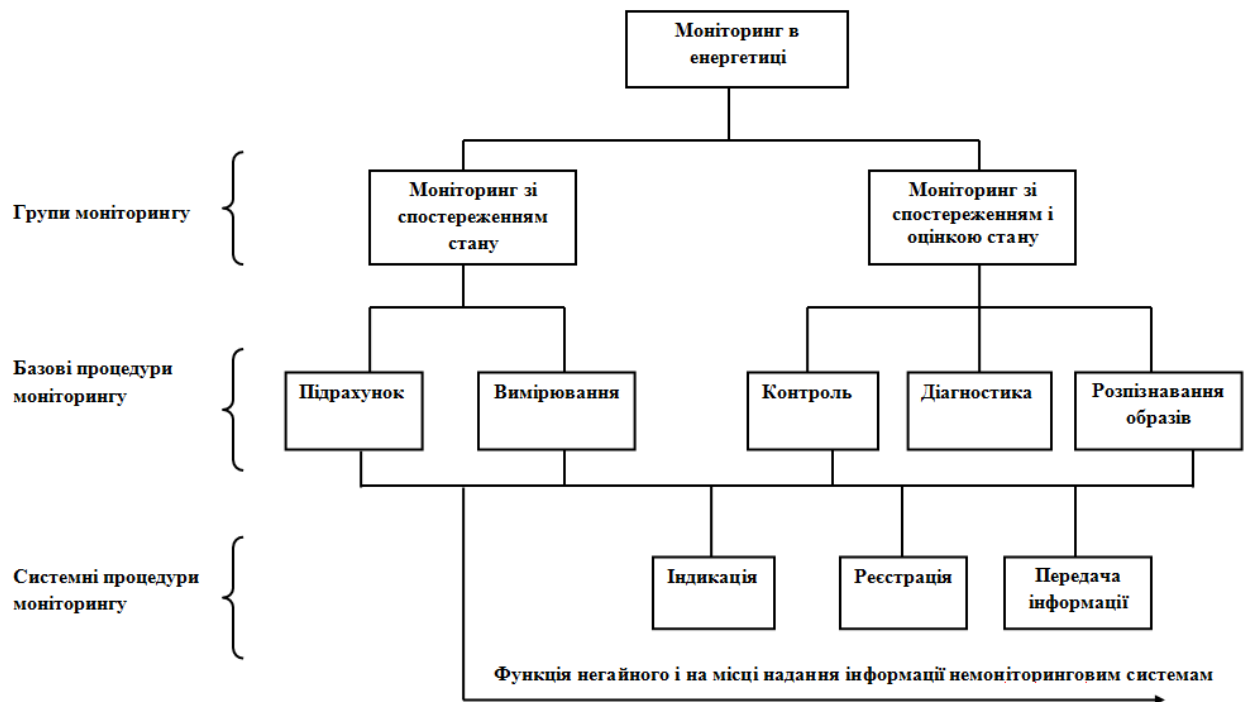 Моніторинг в
енергетиці
Групи моніторингу
Моніторинг зі
спостереженням
стану
Моніторинг зі
спостереженням і
оцінкою стану
Базові процедури
моніторингу
Підрахунок
Вимірювання
Контроль
Діагностика
Розпізнавання
образів
Системні процедури
моніторингу
Індикація
Реєстрація
Передача
інформації
Функція негайного і на місці надання інформації немоніторинговим системам